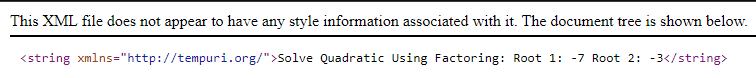 This XML file does not appear to have any style information associated with it. The document tree is shown below.
<string xmlns="http://tempuri.org/">Solve Quadratic Using Factoring: Root 1: -7 Root 2: -3</string>